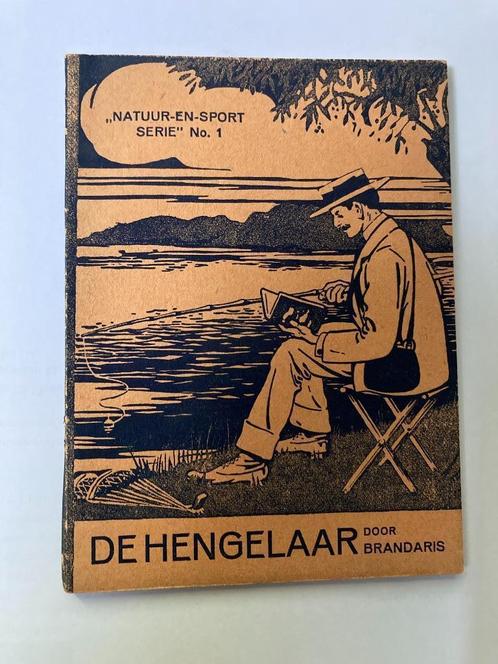 „NATUUR-EN-SPORT
SERIE" No. 1
DE HENGELAAR DOOR
BRANDARIS